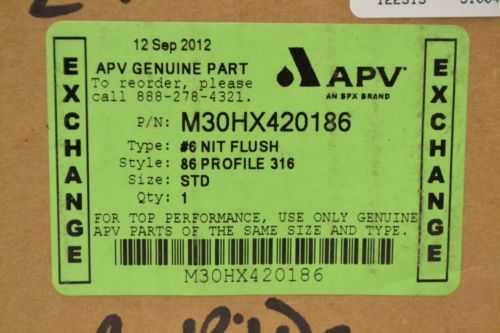 122315
12 Sep 2012
APV GENUINE PART
To reorder, please
call 888-278-4321.
APV
AN SPX BRAND
EXCHANGE
P/N: M30HX420186
Type: #6 NIT FLUSH
Style: 86 PROFILE 316
Size: STD
Qty: 1
EXCHANGE
FOR TOP PERFORMANCE, USE ONLY GENUINE
APV PARTS OF THE SAME SIZE AND TYPE.
M30HX420186